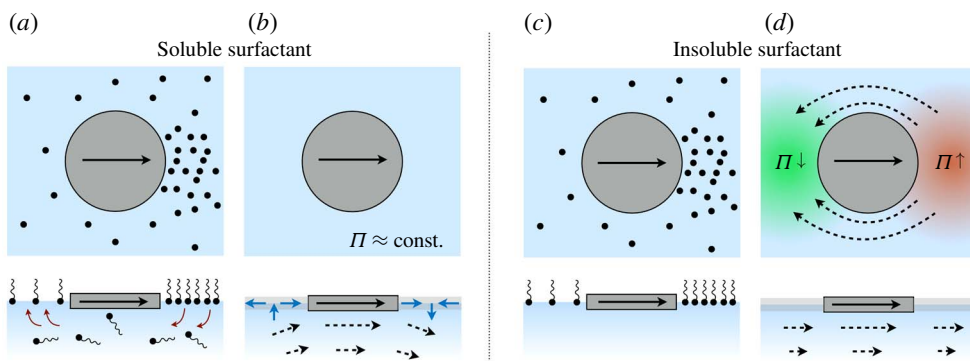 (a) (b) (c) (d)
Soluble surfactant Insoluble surfactant
Π↓ Π↑
Π ≈ const.